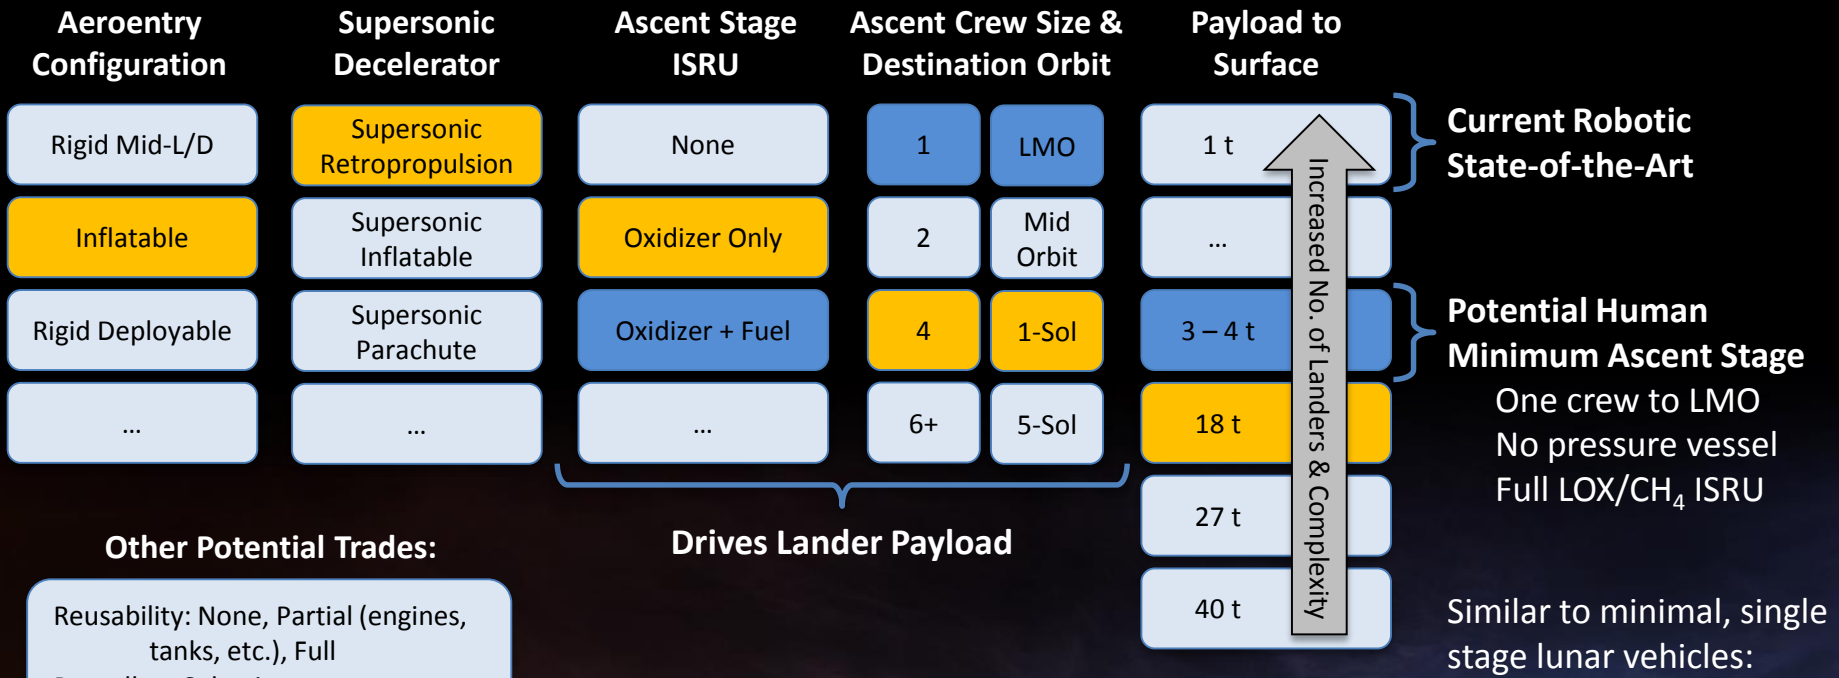 Aeroentry
Configuration
Supersonic
Decelerator
Ascent Stage
ISRU
Ascent Crew Size &
Destination Orbit
Payload to
Surface
Rigid Mid-L/D
Inflatable
Rigid Deployable
...
Supersonic
Retropropulsion
Supersonic
Inflatable
Supersonic
Parachute
...
None
Oxidizer Only
Oxidizer + Fuel
...
1
LMO
2
Mid
Orbit
4
1-Sol
6+
5-Sol
1 t
...
3 – 4 t
18 t
27 t
40 t
Increased No. of Landers & Complexity
Current Robotic
State-of-the-Art
Potential Human
Minimum Ascent Stage
One crew to LMO
No pressure vessel
Full LOX/CH₄ ISRU
Drives Lander Payload
Other Potential Trades:
Reusability: None, Partial (engines,
tanks, etc.), Full
Similar to minimal, single
stage lunar vehicles: